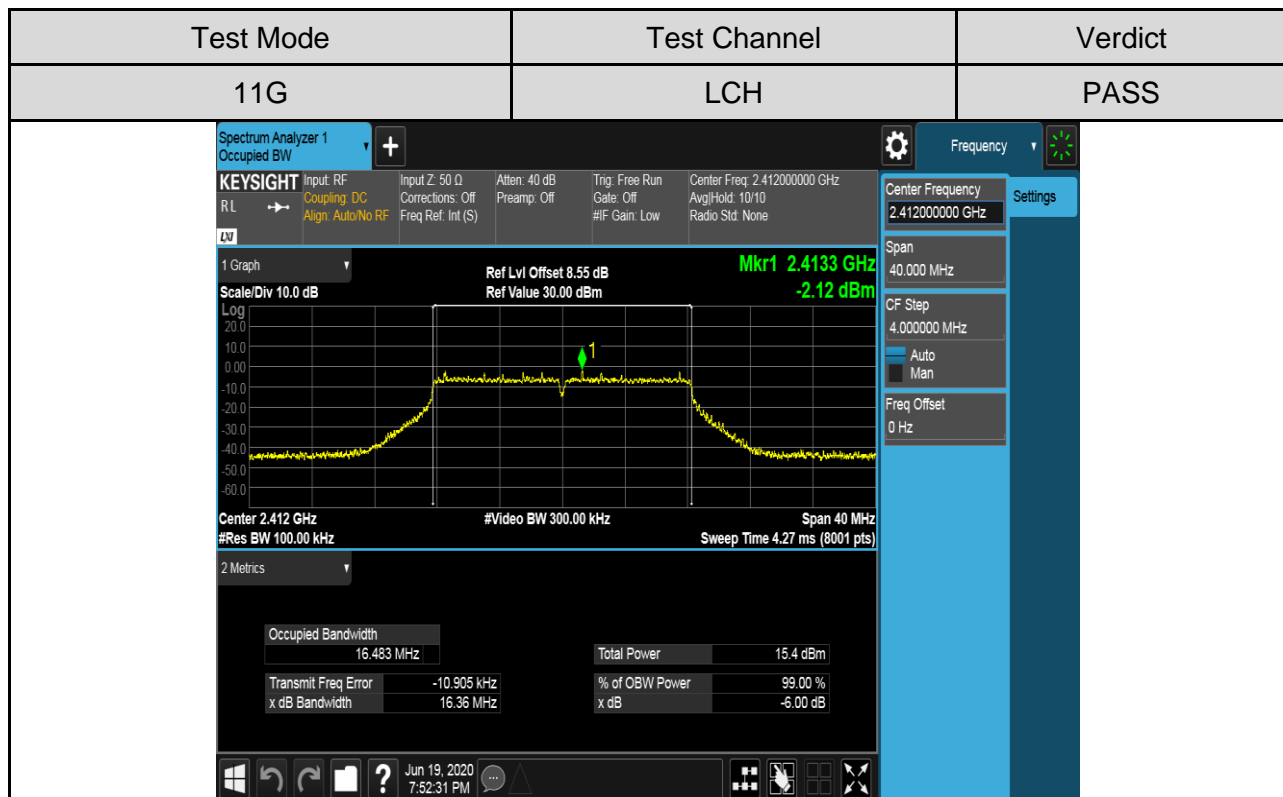 Test Mode Test Channel Verdict
11G LCH PASS
Spectrum Analyzer 1
Occupied BW
Frequency
KEYSIGHT Input: RF Input Z: 50 Ω Atten: 40 dB Trig: Free Run Center Freq: 2.412000000 GHz
RL Coupling: DC Corrections: Off Preamp: Off Gate: Off Avg|Hold: 10/10
Align: Auto/No RF Freq Ref: Int (S) #IF Gain: Low Radio Std: None
LXI
Center Frequency
2.412000000 GHz
Settings
Span
40.000 MHz
CF Step
4.000000 MHz
Auto
Man
Freq Offset
0 Hz
1 Graph
Ref Lvl Offset 8.55 dB
Mkr1 2.4133 GHz
Scale/Div 10.0 dB Ref Value 30.00 dBm -2.12 dBm
Log
20.0
10.0
1
0.00
-10.0
-20.0
-30.0
-40.0
-50.0
-60.0
Center 2.412 GHz #Video BW 300.00 kHz Span 40 MHz
#Res BW 100.00 kHz Sweep Time 4.27 ms (8001 pts)
2 Metrics
Occupied Bandwidth
16.483 MHz Total Power 15.4 dBm
Transmit Freq Error -10.905 kHz % of OBW Power 99.00 %
x dB Bandwidth 16.36 MHz x dB -6.00 dB
? Jun 19, 2020
7:52:31 PM